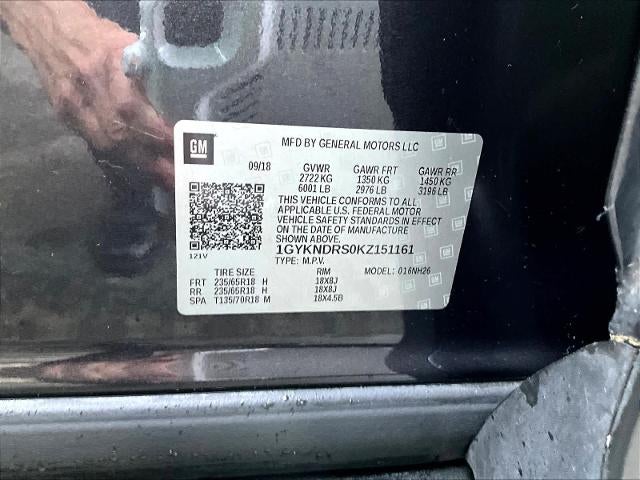 GM
MFD BY GENERAL MOTORS LLC
09/18 GVWR GAWR FRT GAWR RR
2722 KG 1350 KG 1450 KG
6001 LB 2976 LB 3196 LB
THIS VEHICLE CONFORMS TO ALL
APPLICABLE U.S. FEDERAL MOTOR
VEHICLE SAFETY STANDARDS IN EFFECT
ON THE DATE OF MANUFACTURE
SHOWN ABOVE.
1GYKNDRS0KZ151161
121V
TYPE: M.P.V. MODEL: 016NH26
TIRE SIZE RIM
FRT 235/65R18 H 18X8J
RR 235/65R18 H 18X8J
SPA T135/70R18 M 18X4.5B